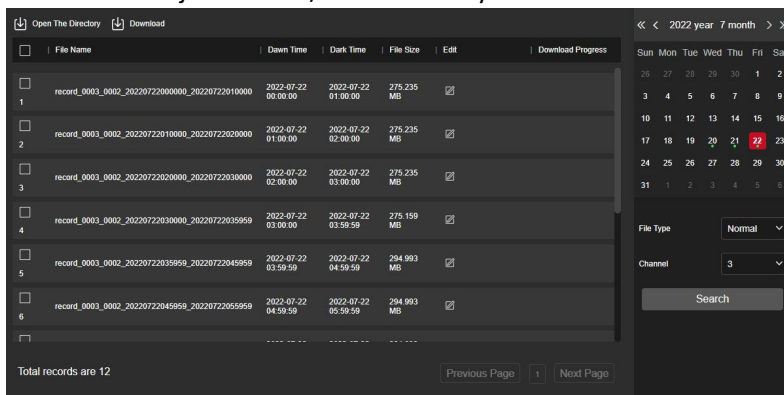 Open The Directory Download
File Name | Dawn Time | Dark Time | File Size | Edit | Download Progress
1 record_0003_0002_20220722000000_20220722010000 2022-07-22 00:00:00 2022-07-22 01:00:00 275.235 MB
2 record_0003_0002_20220722010000_20220722020000 2022-07-22 01:00:00 2022-07-22 02:00:00 275.235 MB
3 record_0003_0002_20220722020000_20220722030000 2022-07-22 02:00:00 2022-07-22 03:00:00 275.235 MB
4 record_0003_0002_20220722030000_20220722035959 2022-07-22 03:00:00 2022-07-22 03:59:59 275.159 MB
5 record_0003_0002_20220722035959_20220722045959 2022-07-22 03:59:59 2022-07-22 04:59:59 294.993 MB
6 record_0003_0002_20220722045959_20220722055959 2022-07-22 04:59:59 2022-07-22 05:59:59 294.993 MB
Total records are 12
Previous Page 1 Next Page
« < 2022 year 7 month >
Sun Mon Tue Wed Thu Fri Sa
26 27 28 29 30 1 2
3 4 5 6 7 8 9
10 11 12 13 14 15 16
17 18 19 20 21 22 23
24 25 26 27 28 29 30
31 1 2 3 4 5 6
File Type Normal
Channel 3
Search